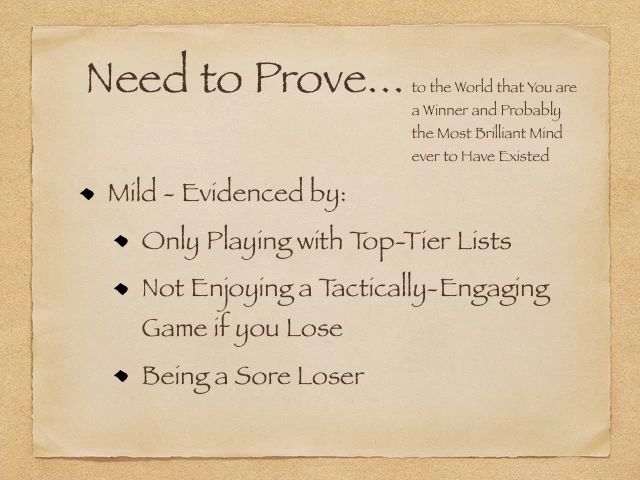 Need to Prove...
to the World that You are
a Winner and Probably
the Most Brilliant Mind
ever to Have Existed
Mild - Evidenced by:
Only Playing with Top-Tier Lists
Not Enjoying a Tactically-Engaging
Game if you Lose
Being a Sore Loser